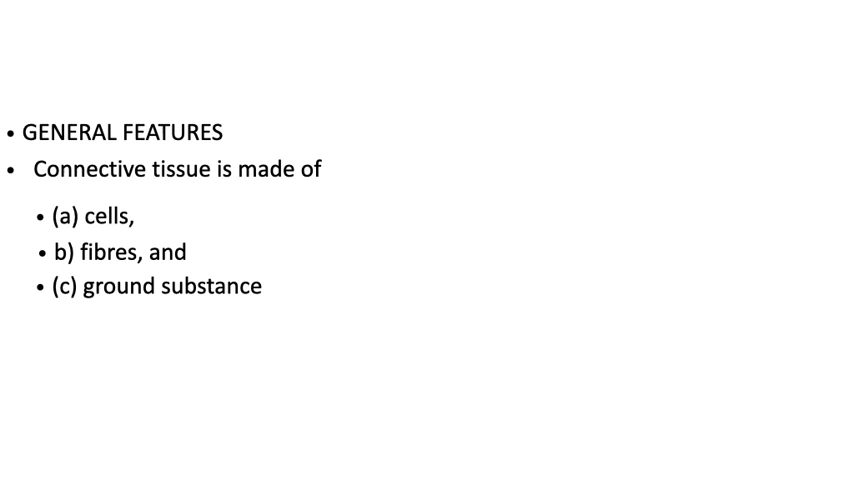 • GENERAL FEATURES
• Connective tissue is made of
• (a) cells,
• b) fibres, and
• (c) ground substance